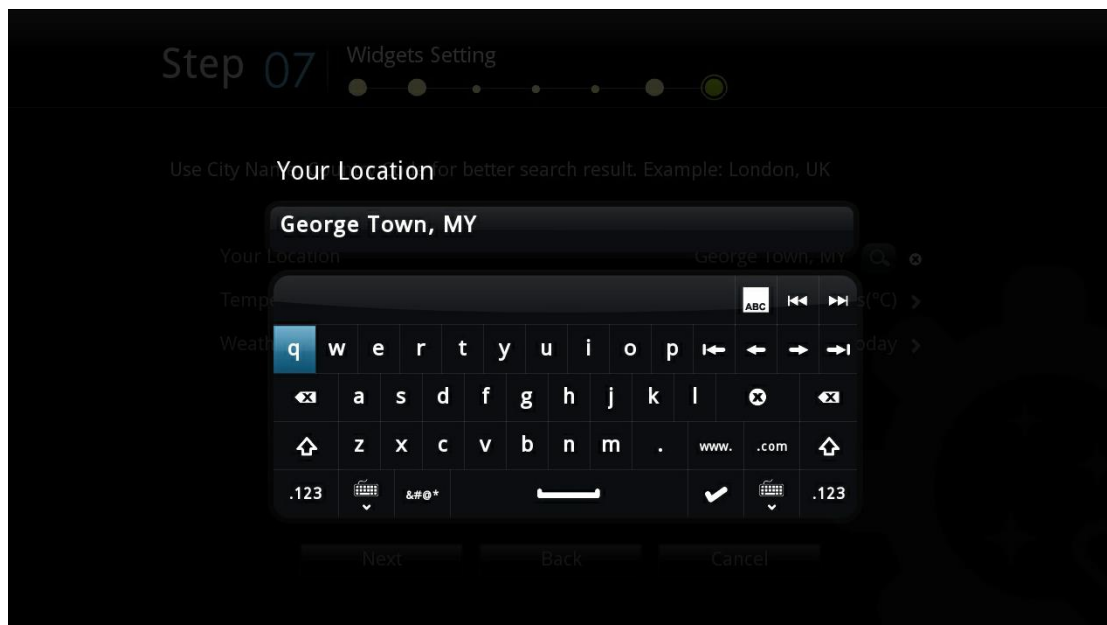 Step 07 Widgets Setting
Use City Na for better search result. Example: London, UK
Your Location
George Town, MY
Your Location George Town, MY
Temp s(°C)
ABC
Weath oday
q w e r t y u i o p
a s d f g h j k l
z x c v b n m . www. .com
.123 &#@* .123
Next Back Cancel